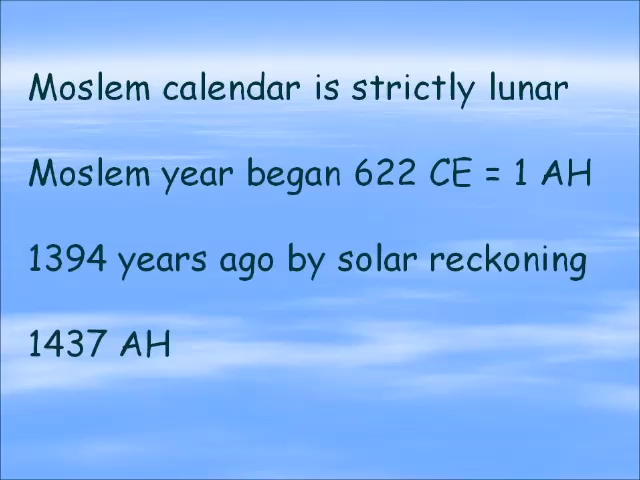 Moslem calendar is strictly lunar
Moslem year began 622 CE = 1 AH
1394 years ago by solar reckoning
1437 AH